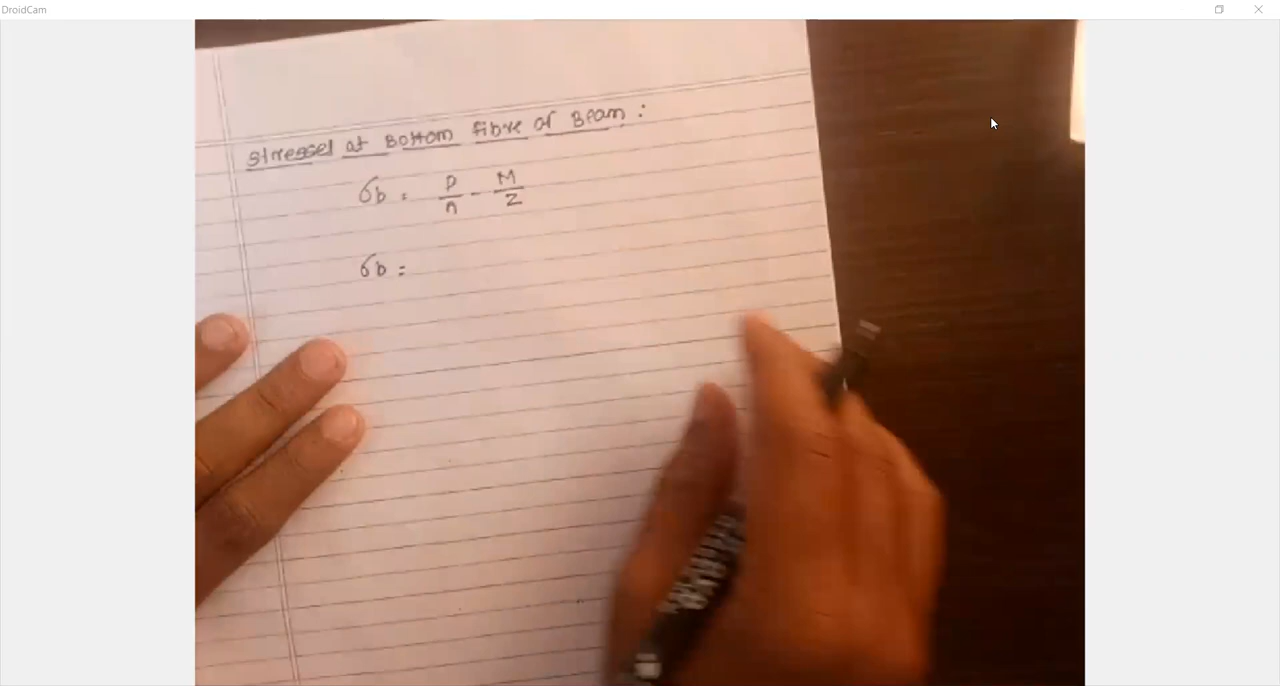 DroidCam
Stresses at Bottom fibre of Beam :
σb = P/A - M/Z
σb =